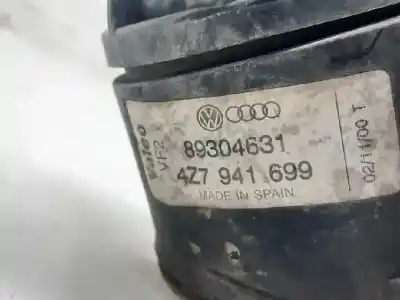 Valeo
VF2
89304631
4Z7 941 699
MADE IN SPAIN
02/11/00 T